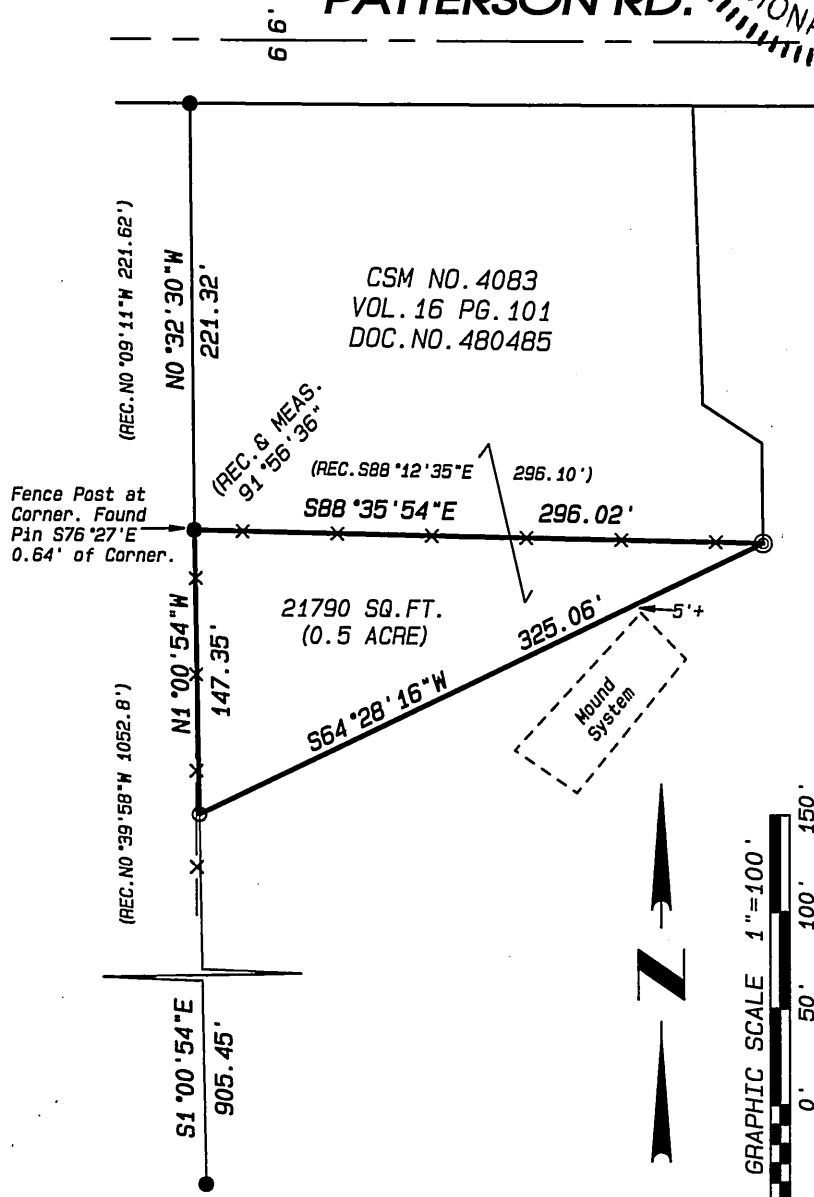 PATTERSON RD.
66'
(REC.N0°09'11"W 221.62')
N0°32'30"W
221.32'
CSM NO.4083
VOL.16 PG.101
DOC.NO.480485
(REC. & MEAS.
91°56'36"
(REC.S88°12'35"E 296.10')
S88°35'54"E 296.02'
Fence Post at
Corner. Found
Pin S76°27'E
0.64' of Corner.
21790 SQ.FT.
(0.5 ACRE)
N1°00'54"W
147.35'
325.06'
S64°28'16"W
5'+
Mound
System
(REC.N0°39'58"W 1052.8')
S1°00'54"E
905.45'
N
GRAPHIC SCALE 1"=100'
0' 50' 100' 150'